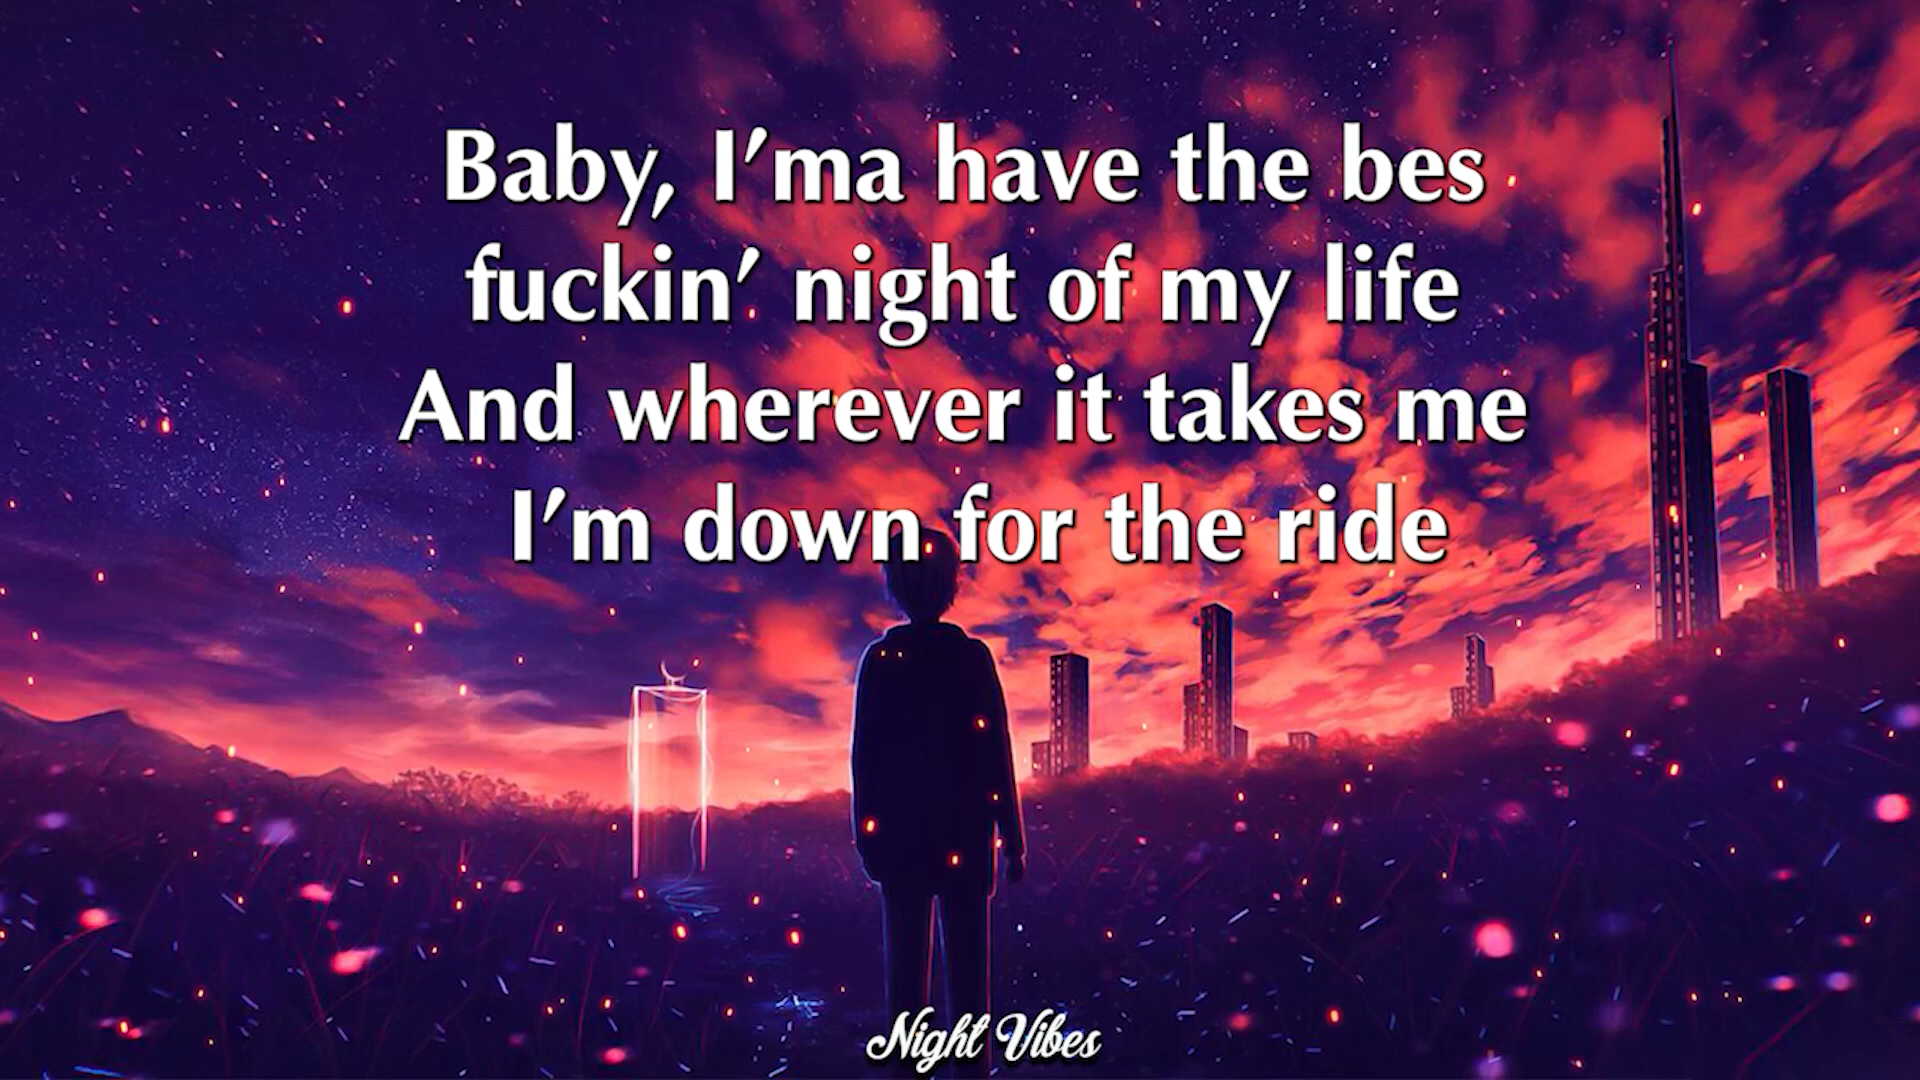 Baby, I’ma have the bes
fuckin’ night of my life
And wherever it takes me
I’m down for the ride
Night Vibes